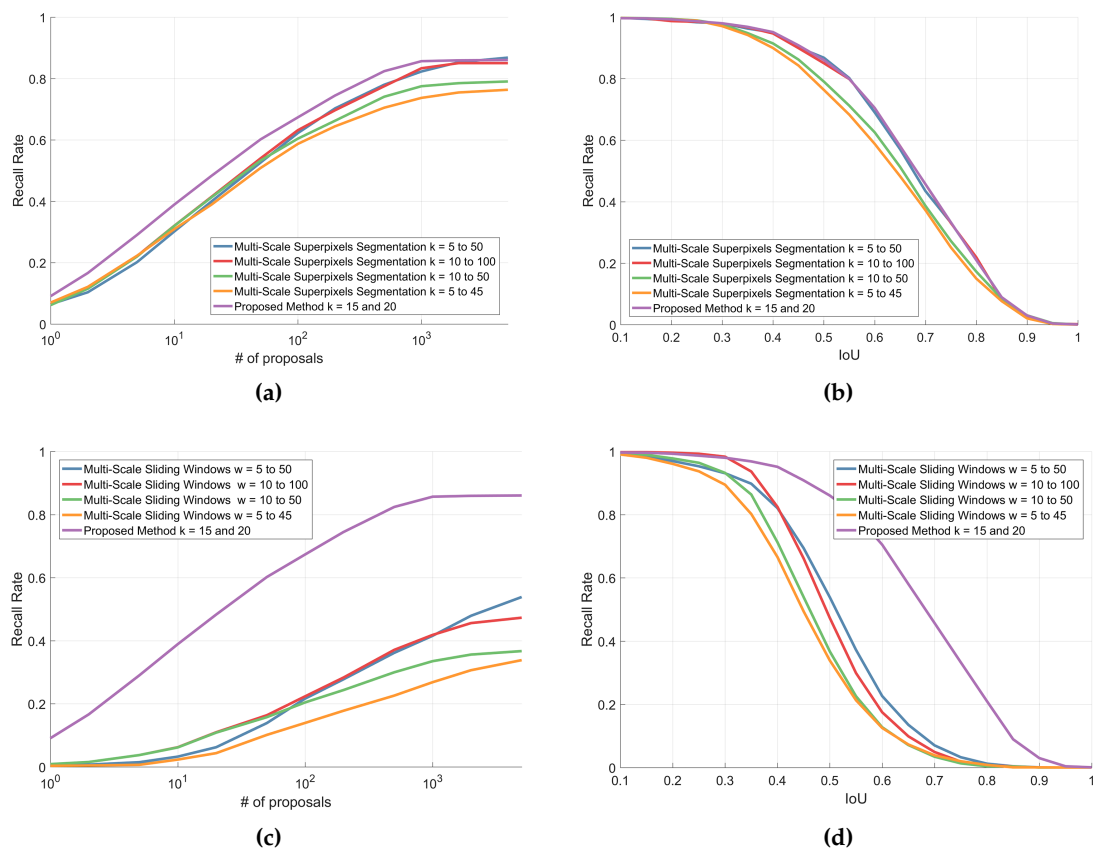 1
0.8
0.6
0.4
0.2
0
Recall Rate
Multi-Scale Superpixels Segmentation k = 5 to 50
Multi-Scale Superpixels Segmentation k = 10 to 100
Multi-Scale Superpixels Segmentation k = 10 to 50
Multi-Scale Superpixels Segmentation k = 5 to 45
Proposed Method k = 15 and 20
10^0 10^1 10^2 10^3
# of proposals
(a)
1
0.8
0.6
0.4
0.2
0
Recall Rate
Multi-Scale Superpixels Segmentation k = 5 to 50
Multi-Scale Superpixels Segmentation k = 10 to 100
Multi-Scale Superpixels Segmentation k = 10 to 50
Multi-Scale Superpixels Segmentation k = 5 to 45
Proposed Method k = 15 and 20
0.1 0.2 0.3 0.4 0.5 0.6 0.7 0.8 0.9 1
IoU
(b)
1
0.8
0.6
0.4
0.2
0
Recall Rate
Multi-Scale Sliding Windows w = 5 to 50
Multi-Scale Sliding Windows w = 10 to 100
Multi-Scale Sliding Windows w = 10 to 50
Multi-Scale Sliding Windows w = 5 to 45
Proposed Method k = 15 and 20
10^0 10^1 10^2 10^3
# of proposals
(c)
1
0.8
0.6
0.4
0.2
0
Recall Rate
Multi-Scale Sliding Windows w = 5 to 50
Multi-Scale Sliding Windows w = 10 to 100
Multi-Scale Sliding Windows w = 10 to 50
Multi-Scale Sliding Windows w = 5 to 45
Proposed Method k = 15 and 20
0.1 0.2 0.3 0.4 0.5 0.6 0.7 0.8 0.9 1
IoU
(d)